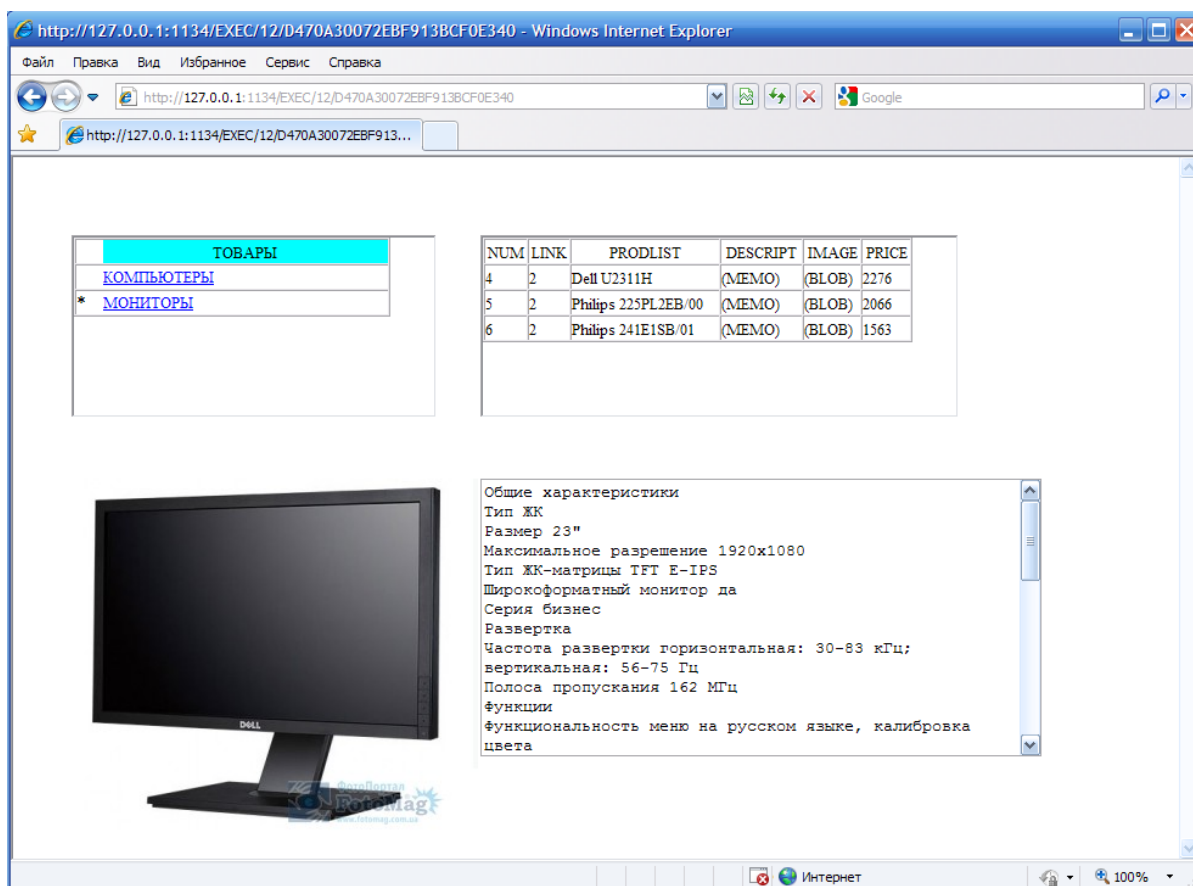 http://127.0.0.1:1134/EXEC/12/D470A30072EBF913BCF0E340 - Windows Internet Explorer
Файл Правка Вид Избранное Сервис Справка
http://127.0.0.1:1134/EXEC/12/D470A30072EBF913BCF0E340 Google
http://127.0.0.1:1134/EXEC/12/D470A30072EBF913...
ТОВАРЫ
КОМПЬЮТЕРЫ
* МОНИТОРЫ
NUM LINK PRODLIST DESCRIPT IMAGE PRICE
4 2 Dell U2311H (MEMO) (BLOB) 2276
5 2 Philips 225PL2EB/00 (MEMO) (BLOB) 2066
6 2 Philips 241E1SB/01 (MEMO) (BLOB) 1563
DELL
ФотоПортал
FotoMag
www.fotomag.com.ua
Общие характеристики
Тип ЖК
Размер 23"
Максимальное разрешение 1920x1080
Тип ЖК-матрицы TFT E-IPS
Широкоформатный монитор да
Серия бизнес
Развертка
Частота развертки горизонтальная: 30-83 кГц;
вертикальная: 56-75 Гц
Полоса пропускания 162 МГц
Функции
Функциональность меню на русском языке, калибровка
цвета
Интернет 100%